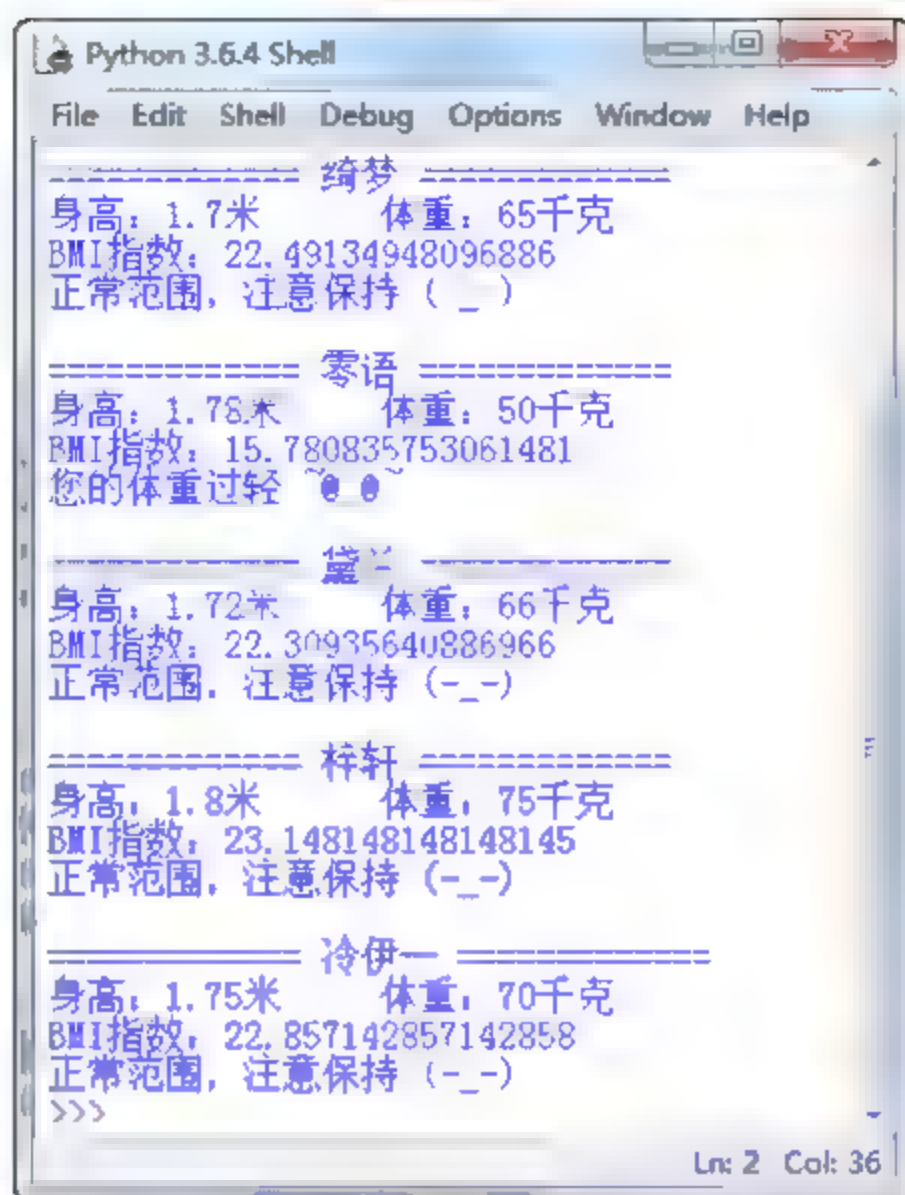 Python 3.6.4 Shell
File Edit Shell Debug Options Window Help
============= 绮梦 =============
身高：1.7米 体重：65千克
BMI指数：22.49134948096886
正常范围，注意保持 (-_-)
============= 零语 =============
身高：1.78米 体重：50千克
BMI指数：15.780835753061481
您的体重过轻 ~@_@~
============= 黛兰 =============
身高：1.72米 体重：66千克
BMI指数：22.30935640886966
正常范围，注意保持 (-_-)
============= 梓轩 =============
身高：1.8米 体重：75千克
BMI指数：23.148148148148145
正常范围，注意保持 (-_-)
============= 冷伊一 =============
身高：1.75米 体重：70千克
BMI指数：22.857142857142858
正常范围，注意保持 (-_-)
>>>
Ln: 2 Col: 36